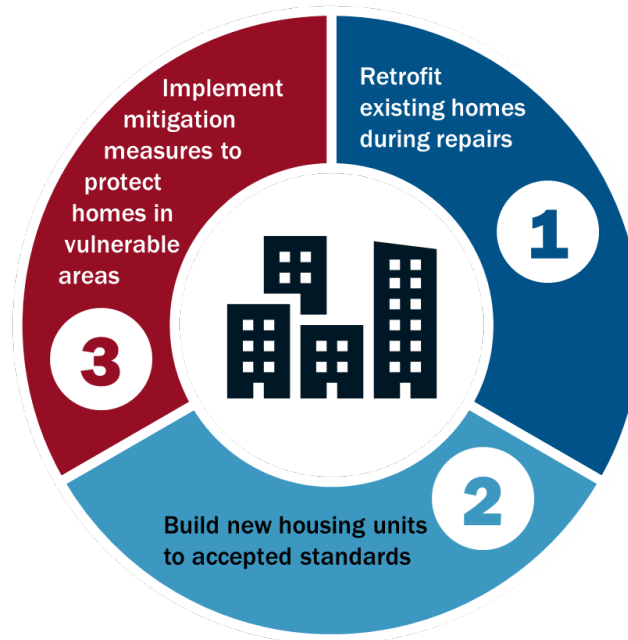 Retrofit
existing homes
during repairs
1
2
Build new housing units
to accepted standards
Implement
mitigation
measures to
protect
homes in
vulnerable
areas
3